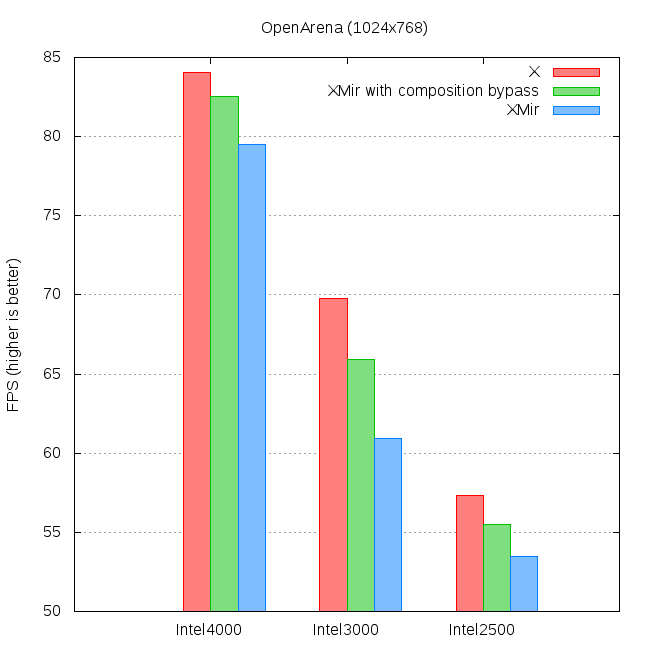 OpenArena (1024x768)
X
XMir with composition bypass
XMir
FPS (higher is better)
85
80
75
70
65
60
55
50
Intel4000
Intel3000
Intel2500